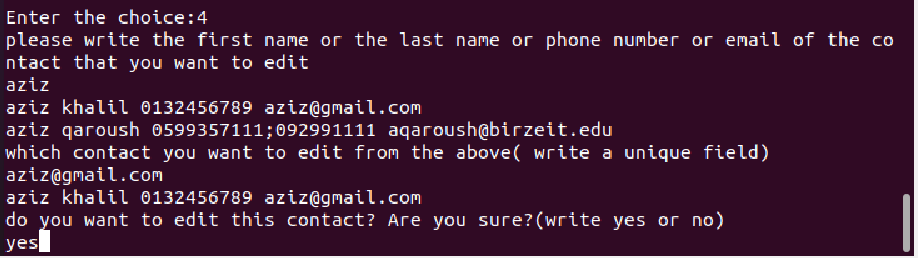 Enter the choice:4
please write the first name or the last name or phone number or email of the co
ntact that you want to edit
aziz
aziz khalil 0132456789 aziz@gmail.com
aziz qaroush 0599357111;092991111 aqaroush@birzeit.edu
which contact you want to edit from the above( write a unique field)
aziz@gmail.com
aziz khalil 0132456789 aziz@gmail.com
do you want to edit this contact? Are you sure?(write yes or no)
yes